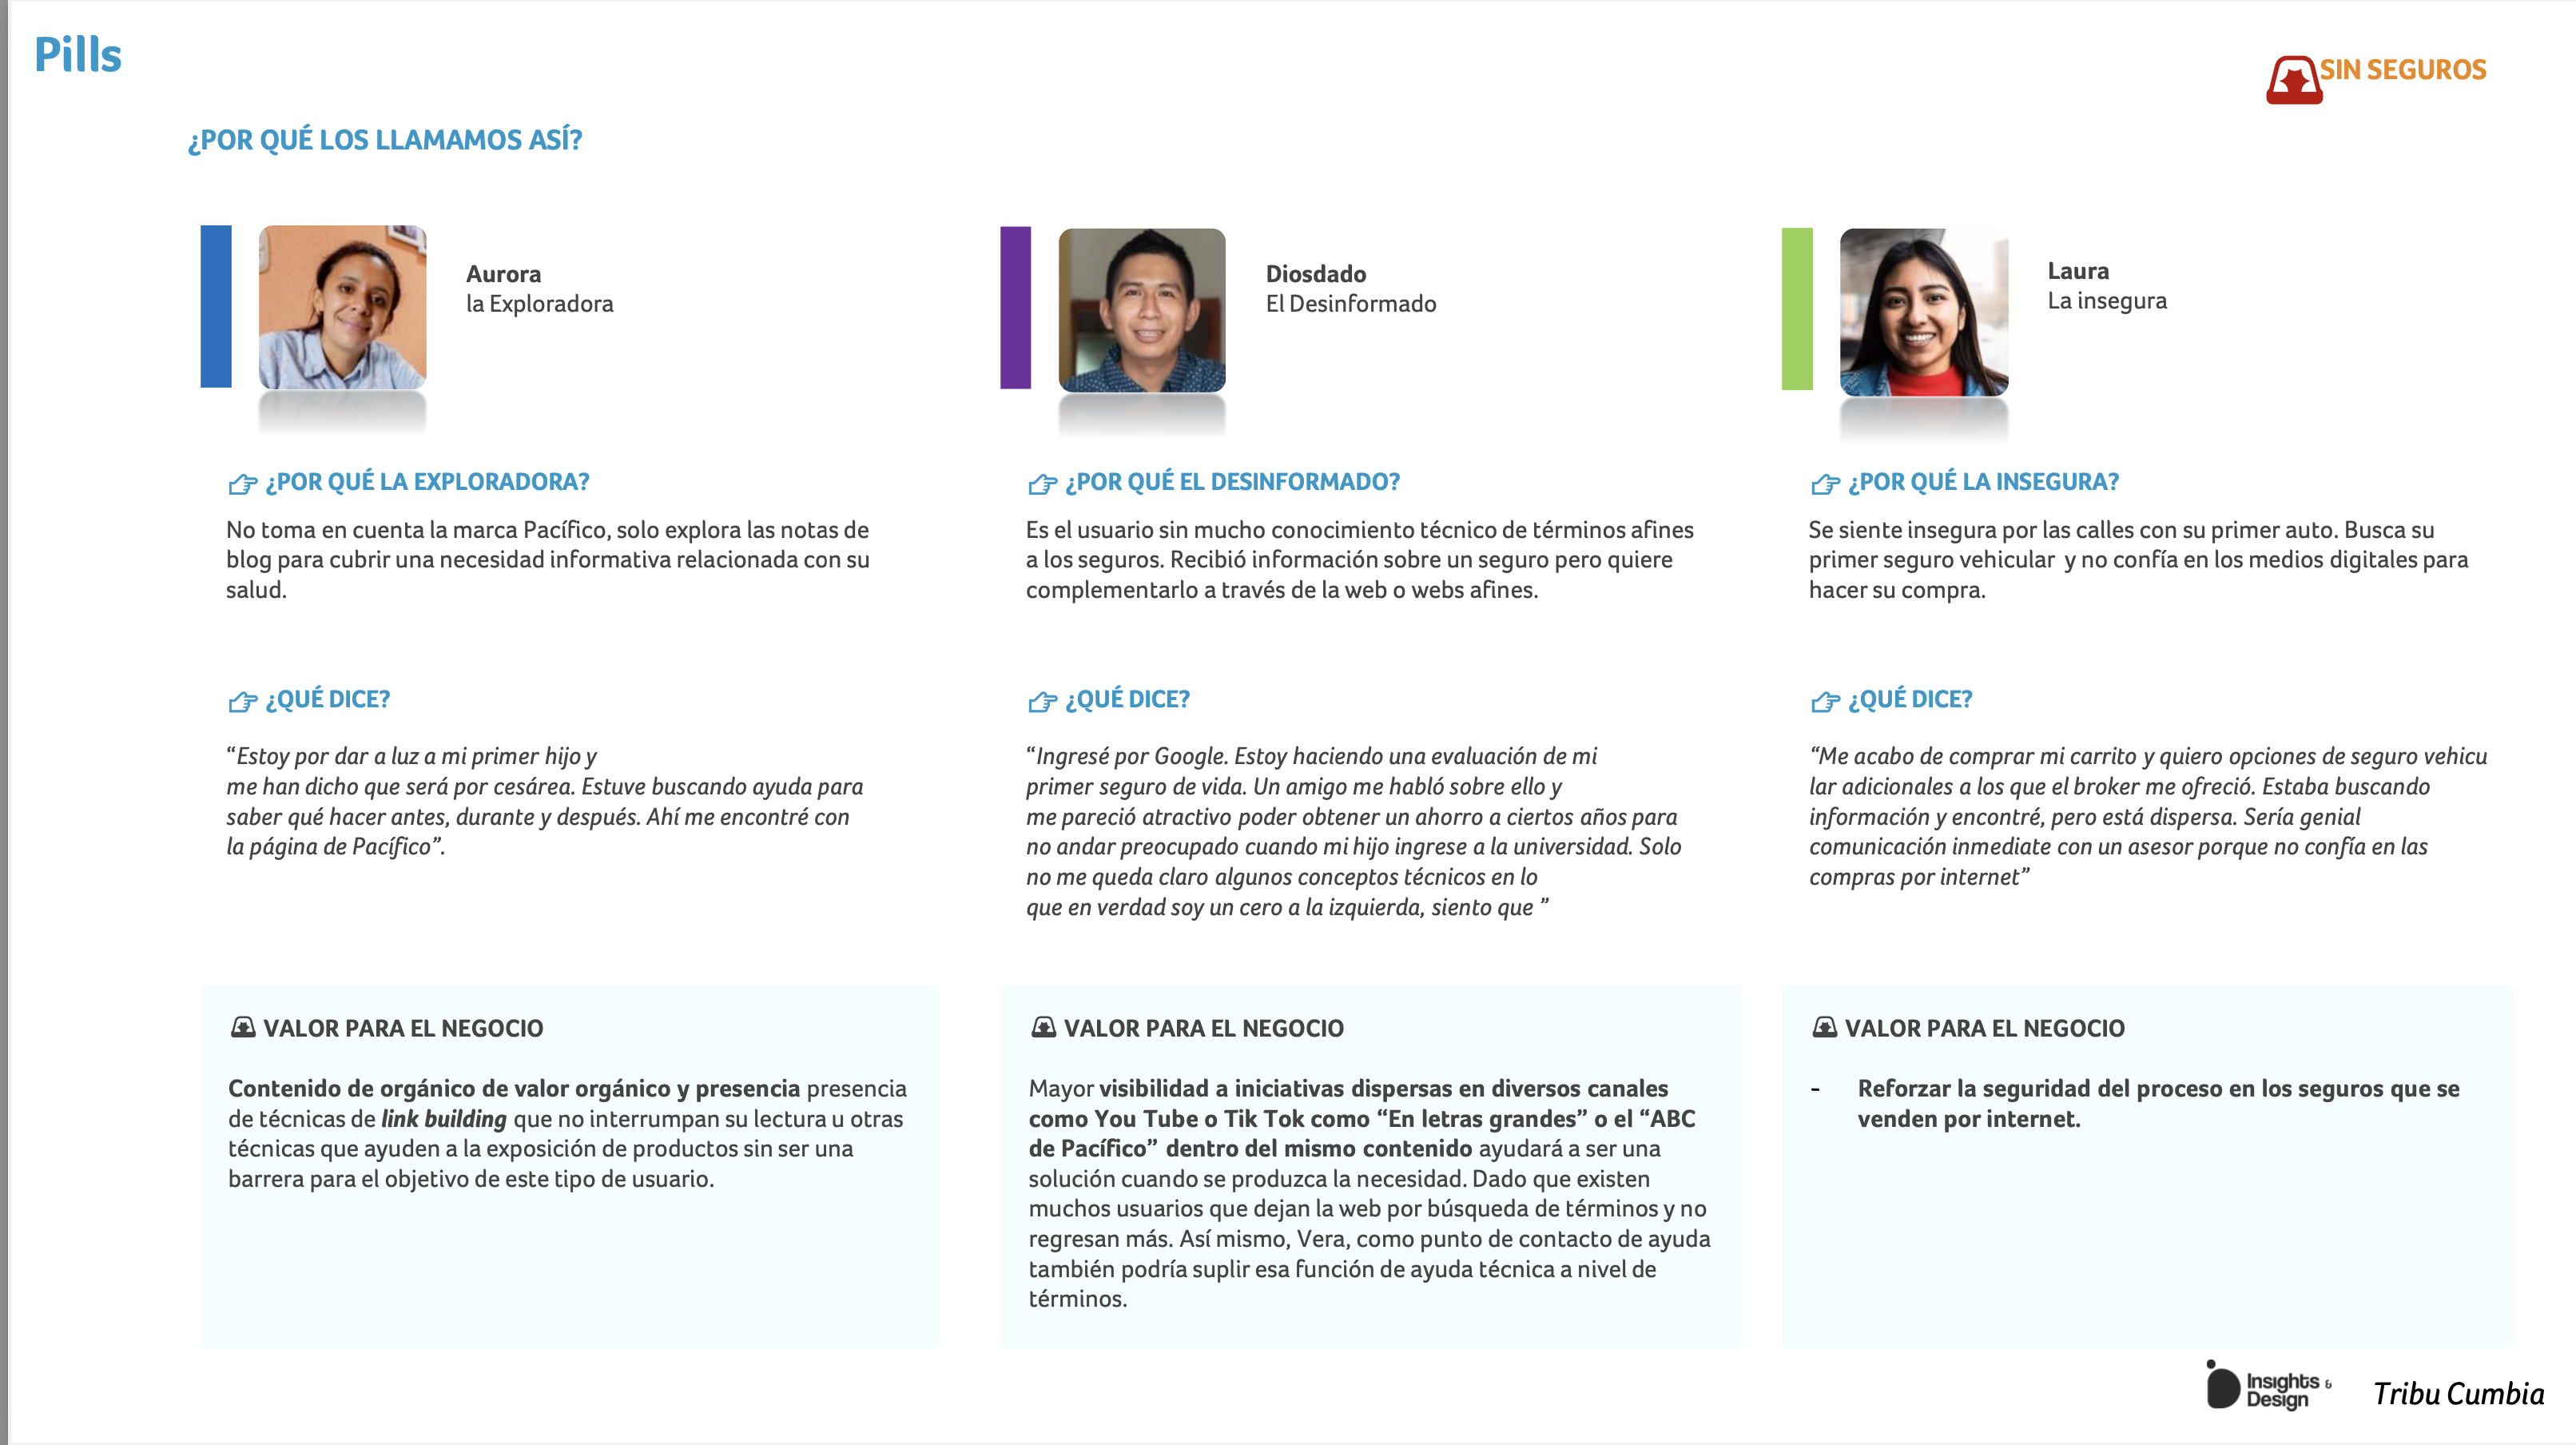 Pills
SIN SEGUROS
¿POR QUÉ LOS LLAMAMOS ASÍ?
Aurora
la Exploradora
¿POR QUÉ LA EXPLORADORA?
No toma en cuenta la marca Pacífico, solo explora las notas de
blog para cubrir una necesidad informativa relacionada con su
salud.
¿QUÉ DICE?
“Estoy por dar a luz a mi primer hijo y
me han dicho que será por cesárea. Estuve buscando ayuda para
saber qué hacer antes, durante y después. Ahí me encontré con
la página de Pacífico”.
VALOR PARA EL NEGOCIO
Contenido de orgánico de valor orgánico y presencia presencia
de técnicas de link building que no interrumpan su lectura u otras
técnicas que ayuden a la exposición de productos sin ser una
barrera para el objetivo de este tipo de usuario.
Diosdado
El Desinformado
¿POR QUÉ EL DESINFORMADO?
Es el usuario sin mucho conocimiento técnico de términos afines
a los seguros. Recibió información sobre un seguro pero quiere
complementarlo a través de la web o webs afines.
¿QUÉ DICE?
“Ingresé por Google. Estoy haciendo una evaluación de mi
primer seguro de vida. Un amigo me habló sobre ello y
me pareció atractivo poder obtener un ahorro a ciertos años para
no andar preocupado cuando mi hijo ingrese a la universidad. Solo
no me queda claro algunos conceptos técnicos en lo
que en verdad soy un cero a la izquierda, siento que ”
VALOR PARA EL NEGOCIO
Mayor visibilidad a iniciativas dispersas en diversos canales
como You Tube o Tik Tok como “En letras grandes” o el “ABC
de Pacífico” dentro del mismo contenido ayudará a ser una
solución cuando se produzca la necesidad. Dado que existen
muchos usuarios que dejan la web por búsqueda de términos y no
regresan más. Así mismo, Vera, como punto de contacto de ayuda
también podría suplir esa función de ayuda técnica a nivel de
términos.
Laura
La insegura
¿POR QUÉ LA INSEGURA?
Se siente insegura por las calles con su primer auto. Busca su
primer seguro vehicular y no confía en los medios digitales para
hacer su compra.
¿QUÉ DICE?
“Me acabo de comprar mi carrito y quiero opciones de seguro vehicu
lar adicionales a los que el broker me ofreció. Estaba buscando
información y encontré, pero está dispersa. Sería genial
comunicación inmediate con un asesor porque no confía en las
compras por internet”
VALOR PARA EL NEGOCIO
- Reforzar la seguridad del proceso en los seguros que se
venden por internet.
Insights &
Design
Tribu Cumbia